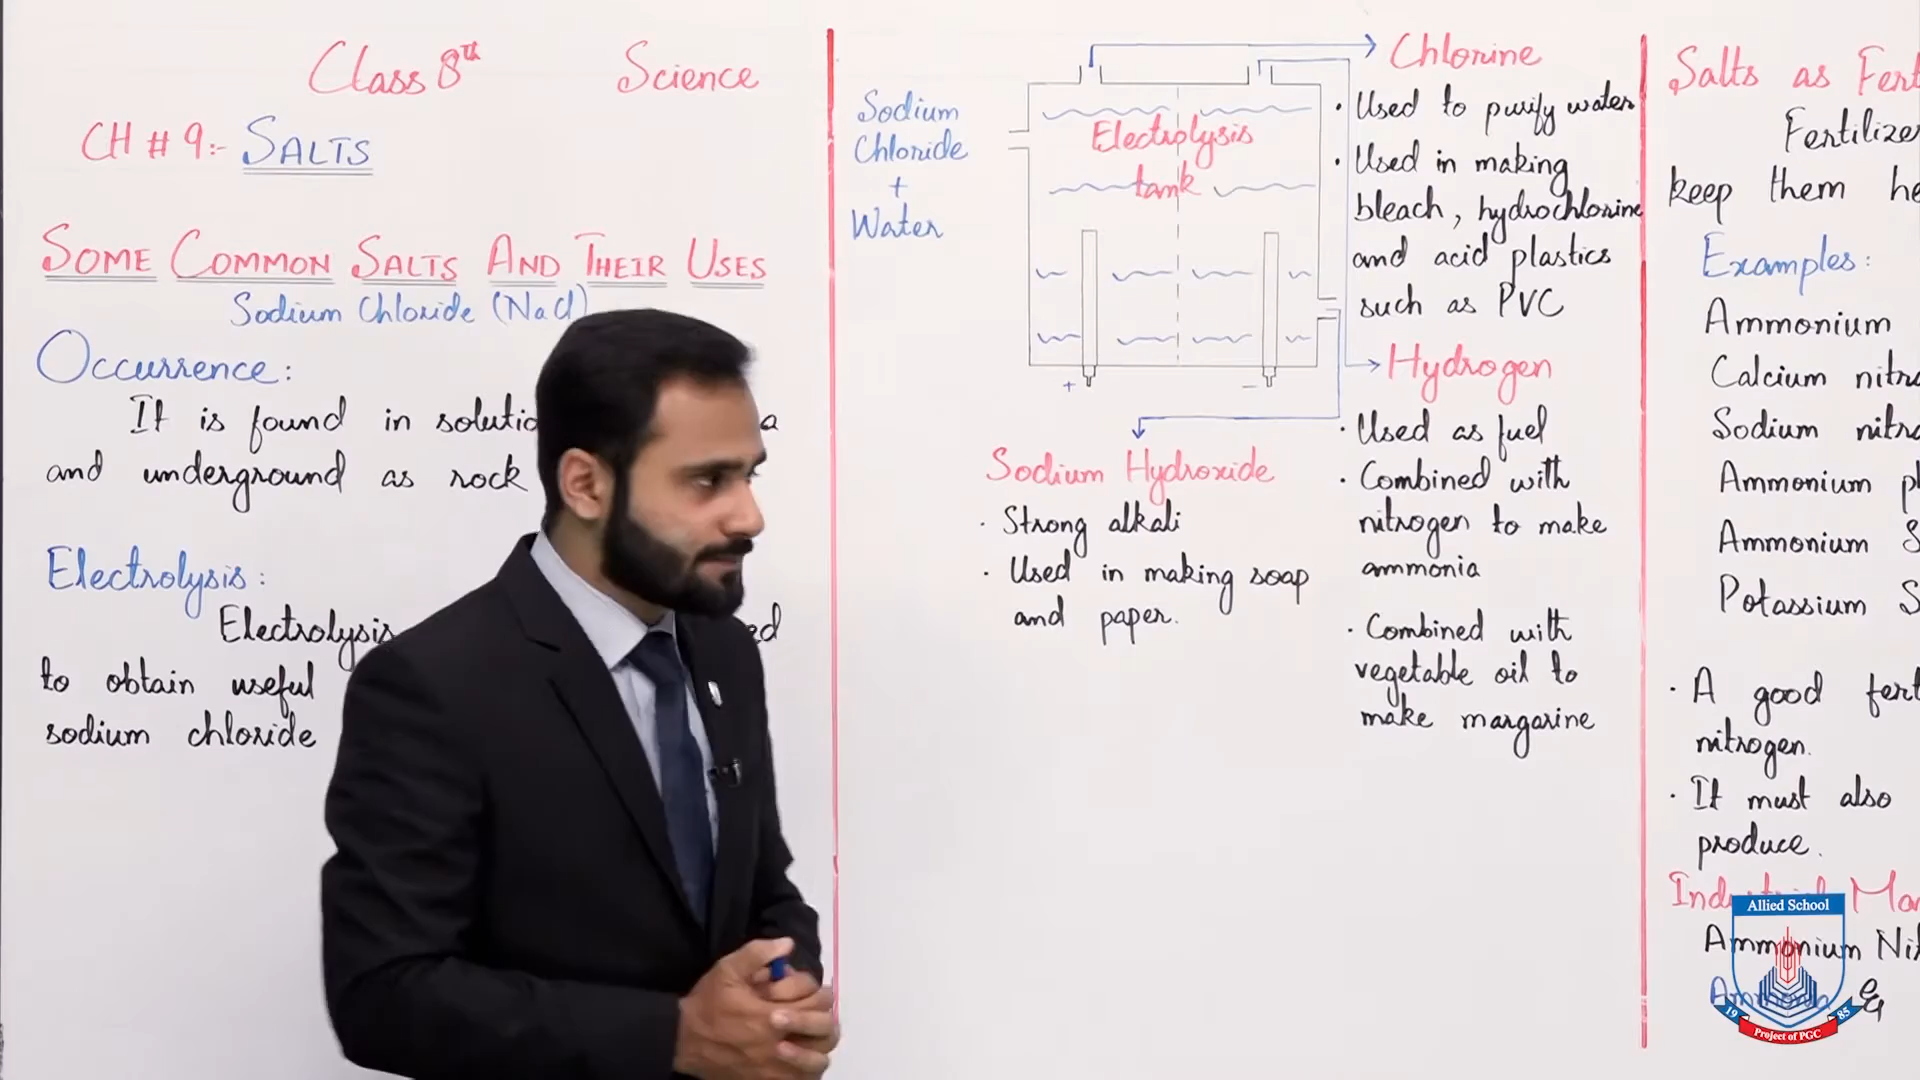 Class 8th Science
CH # 9:- SALTS
SOME COMMON SALTS AND THEIR USES
Sodium Chloride (NaCl)
Occurrence:
It is found in
and underground as rock
Electrolysis:
Electrolysis
to obtain useful
sodium chloride
Sodium
Chloride
+
Water
Electrolysis
tank
+ −
Sodium Hydroxide
· Strong alkali
· Used in making soap
and paper.
Chlorine
· Used to purify water
· Used in making
bleach, hydrochlorine
and acid plastics
such as PVC
Hydrogen
· Used as fuel
· Combined with
nitrogen to make
ammonia
· Combined with
vegetable oil to
make margarine
Salts as
keep them
Examples:
Ammonium
Calcium
Sodium
Ammonium
Ammonium S
Potassium S
· A good
nitrogen.
· It must also
produce.
Ammonium
Allied School
19 85
Project of PGC